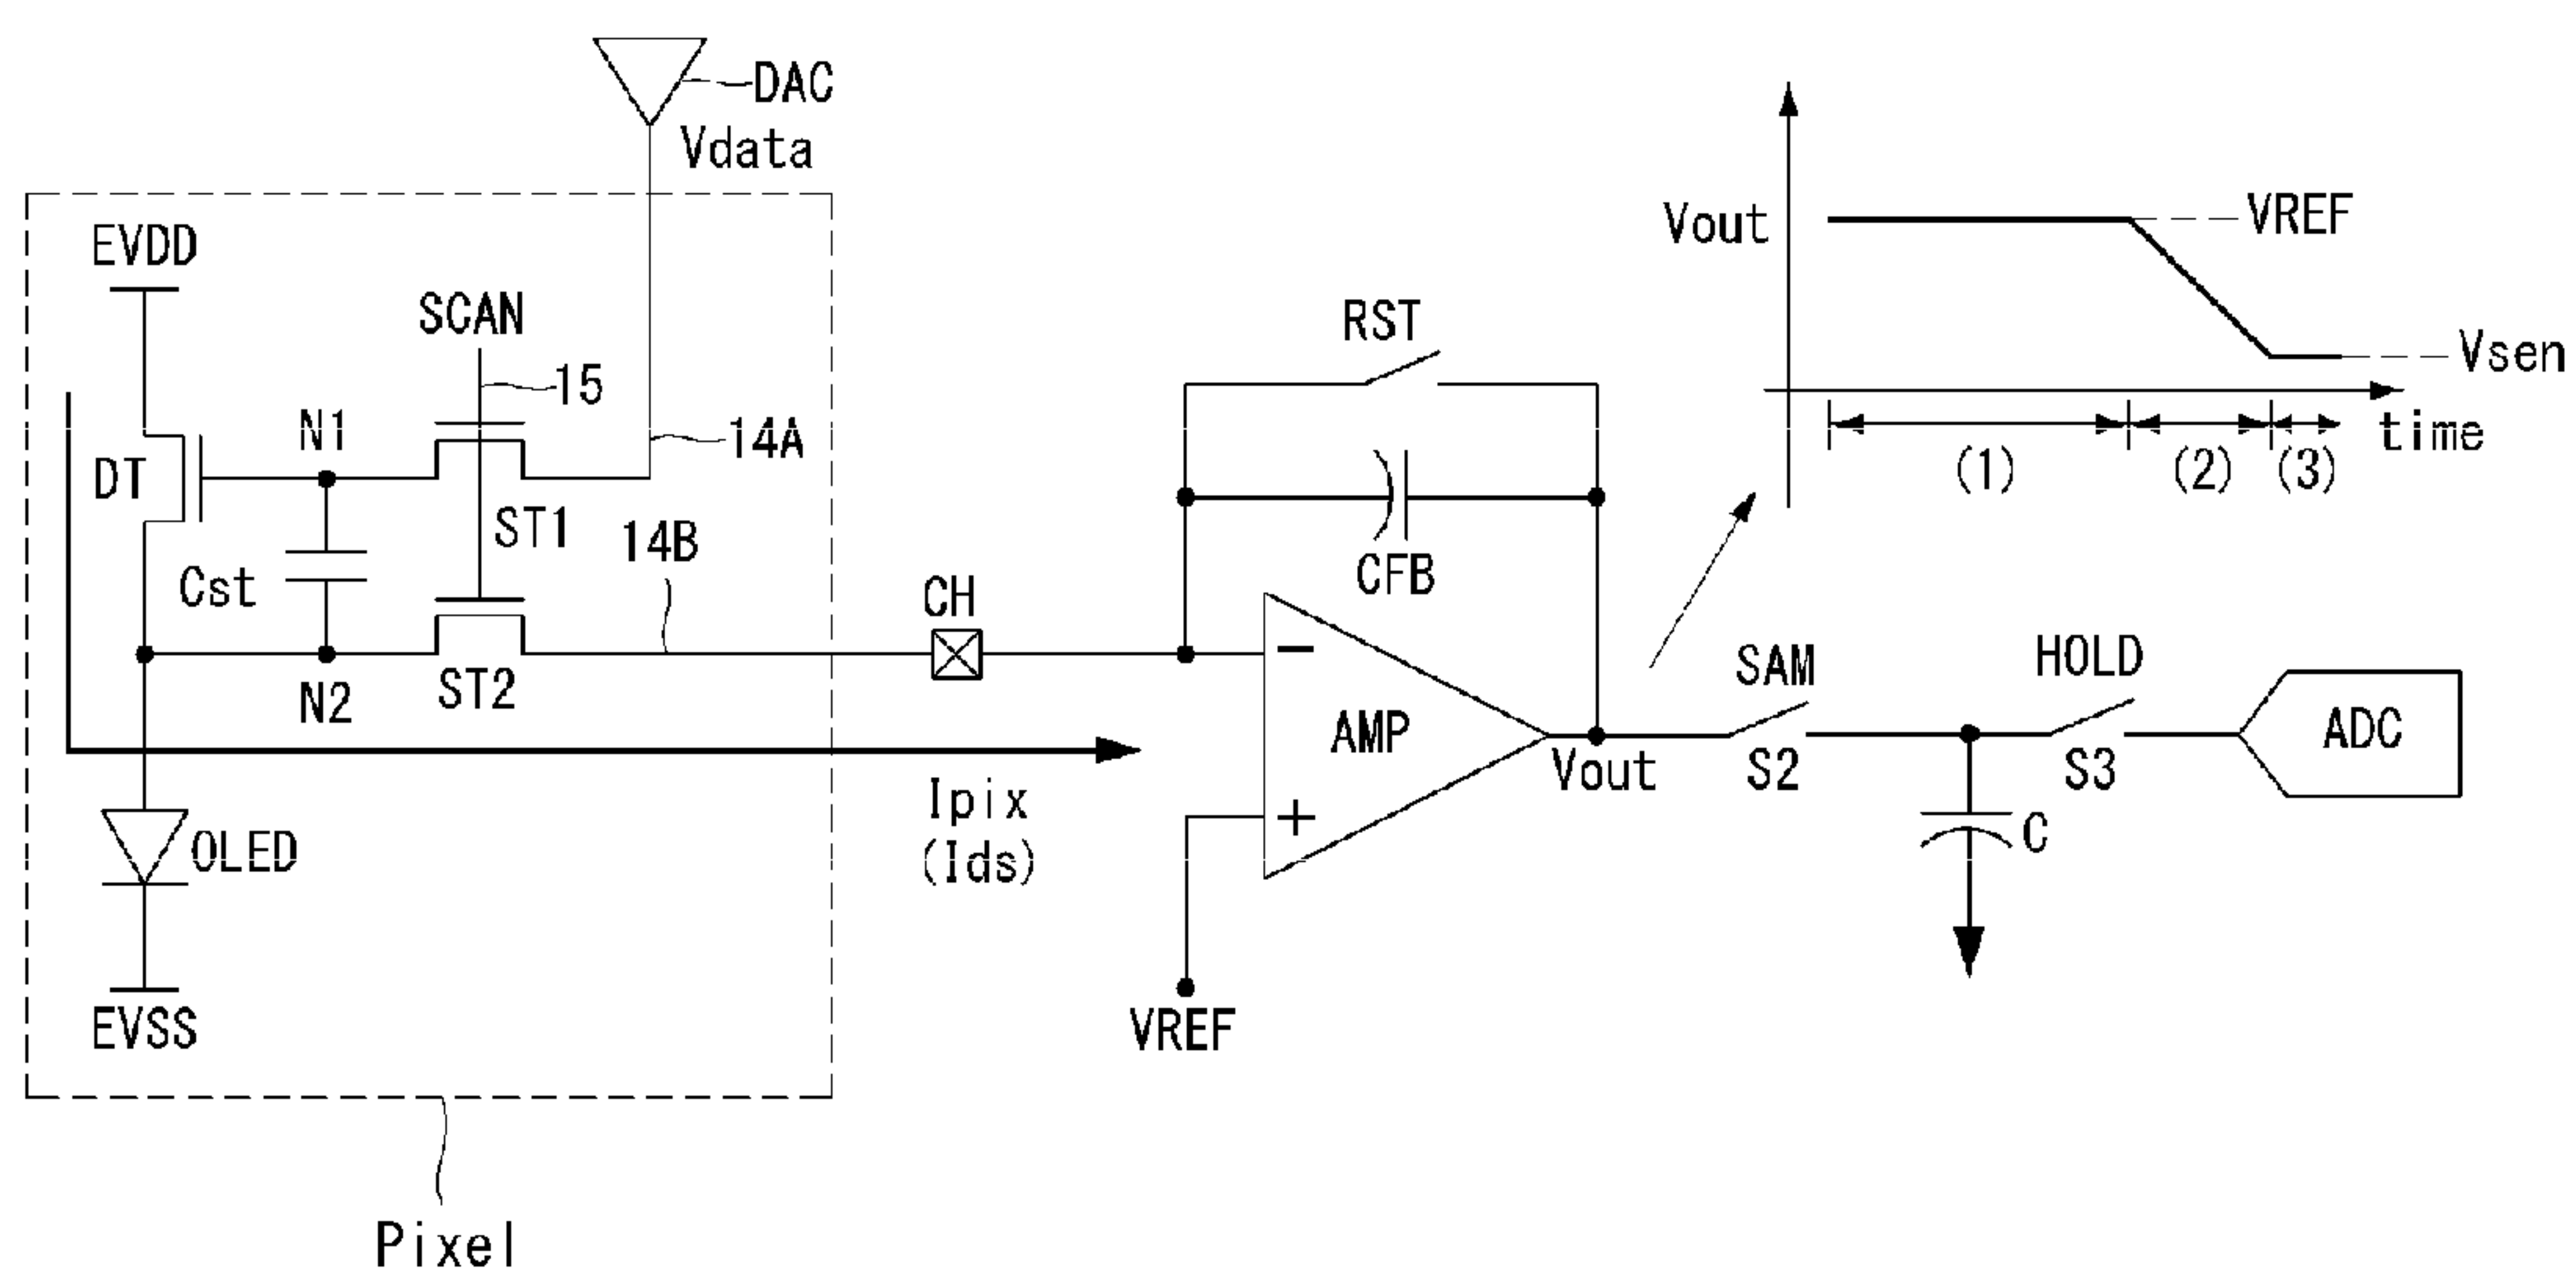 DAC
Vdata
EVDD
SCAN
15
N1
14A
DT
ST1
14B
Cst
CH
N2
ST2
OLED
EVSS
Ipix
(Ids)
RST
CFB
-
AMP
+
VREF
Vout
SAM
S2
HOLD
S3
ADC
C
Vout
VREF
Vsen
time
(1)
(2)
(3)
Pixel